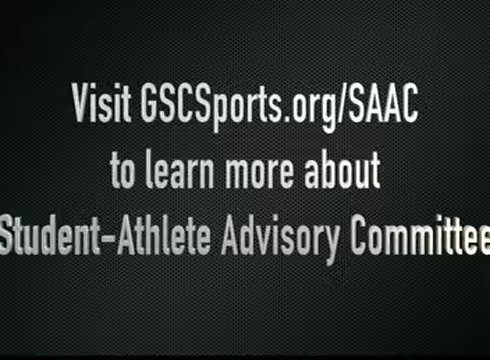 Visit GSCSports.org/SAAC
to learn more about
Student-Athlete Advisory Committee